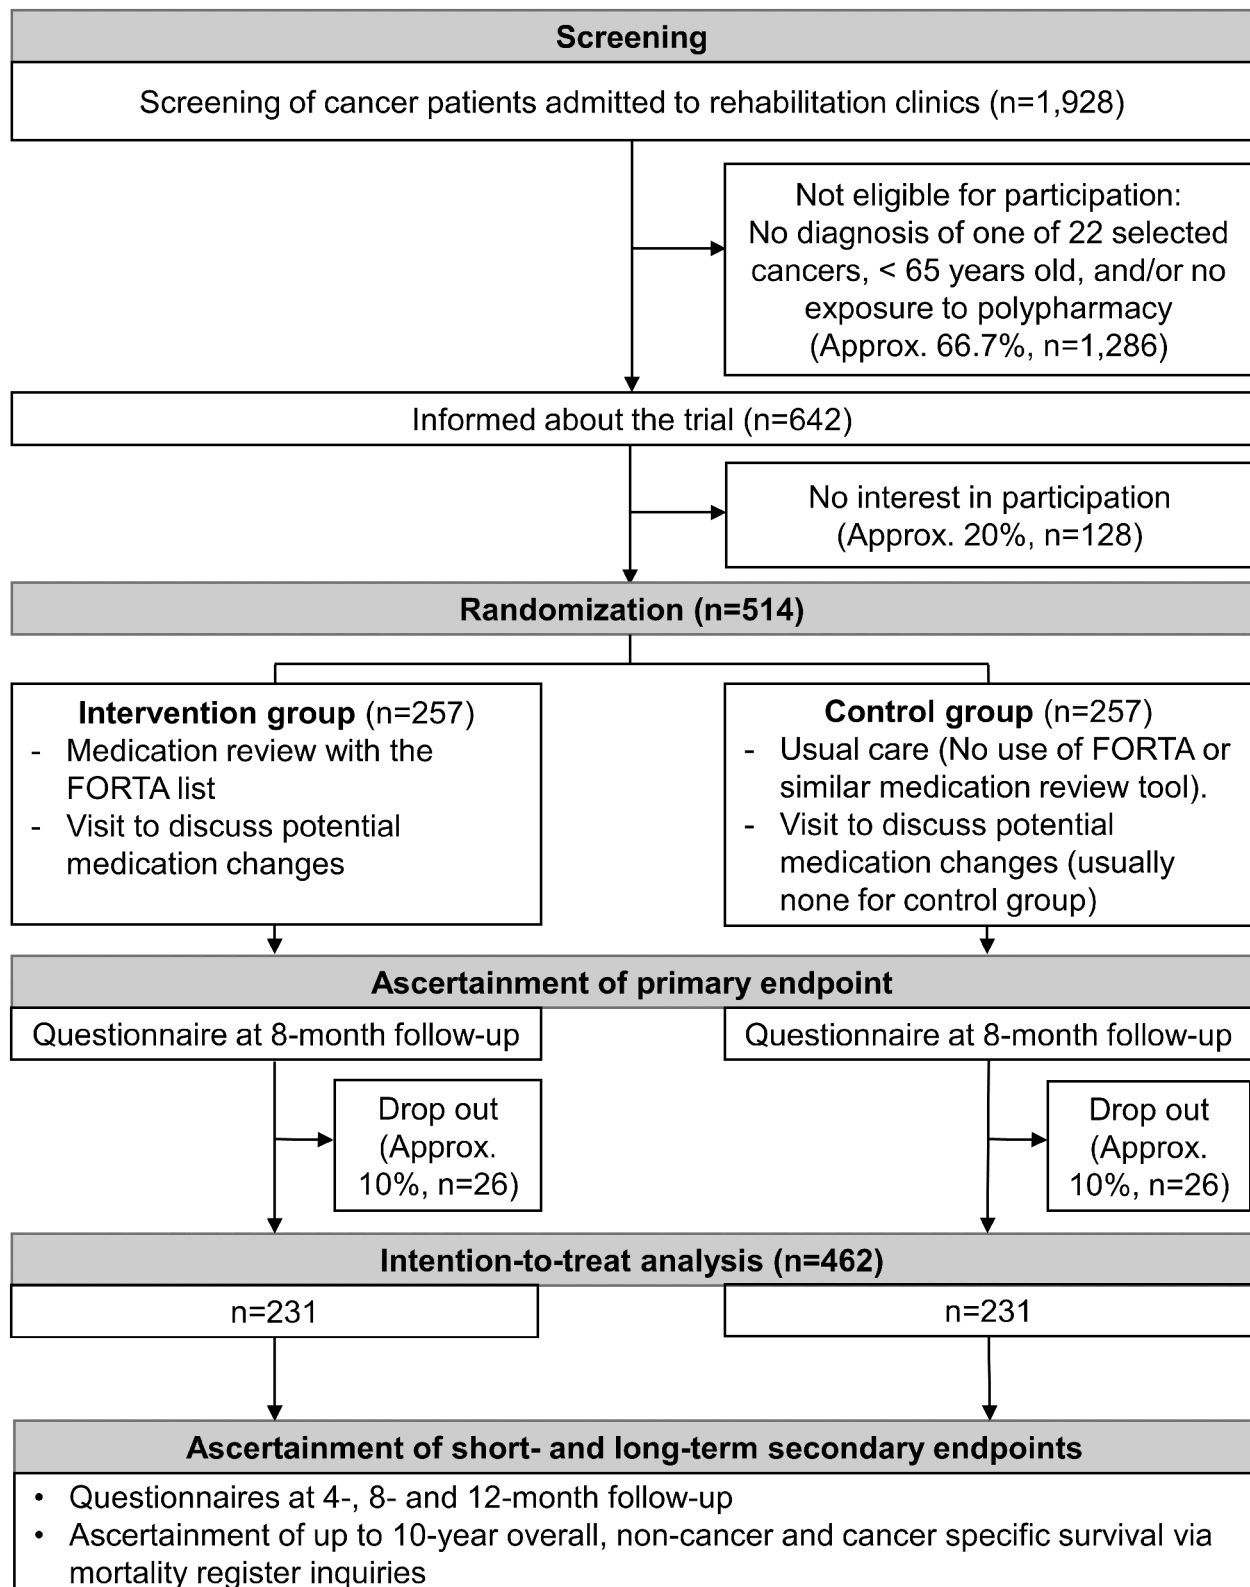 Screening
Screening of cancer patients admitted to rehabilitation clinics (n=1,928)
Not eligible for participation:
No diagnosis of one of 22 selected
cancers, < 65 years old, and/or no
exposure to polypharmacy
(Approx. 66.7%, n=1,286)
Informed about the trial (n=642)
No interest in participation
(Approx. 20%, n=128)
Randomization (n=514)
Intervention group (n=257)
- Medication review with the
FORTA list
- Visit to discuss potential
medication changes
Control group (n=257)
- Usual care (No use of FORTA or
similar medication review tool).
- Visit to discuss potential
medication changes (usually
none for control group)
Ascertainment of primary endpoint
Questionnaire at 8-month follow-up
Questionnaire at 8-month follow-up
Drop out
(Approx.
10%, n=26)
Drop out
(Approx.
10%, n=26)
Intention-to-treat analysis (n=462)
n=231
n=231
Ascertainment of short- and long-term secondary endpoints
• Questionnaires at 4-, 8- and 12-month follow-up
• Ascertainment of up to 10-year overall, non-cancer and cancer specific survival via
mortality register inquiries